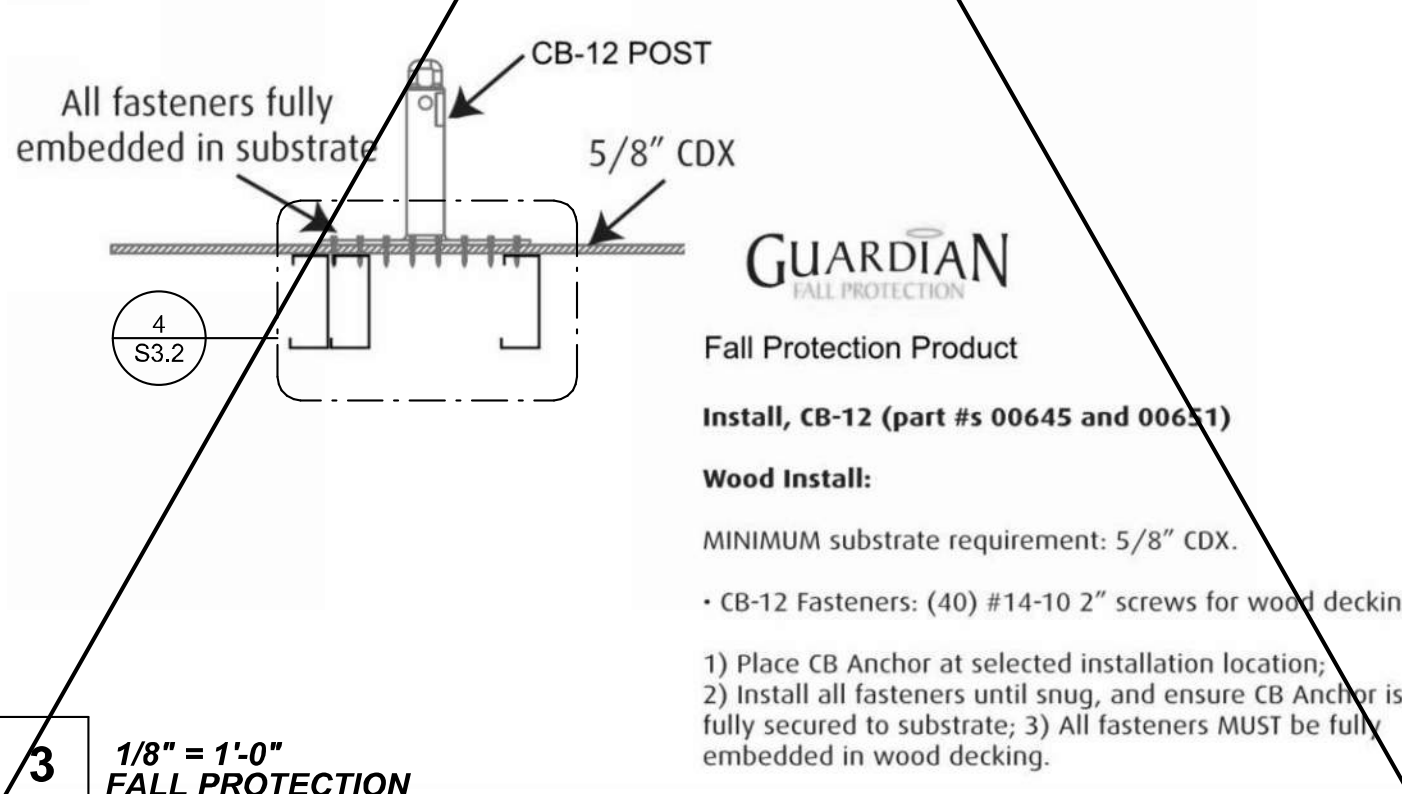 CB-12 POST
All fasteners fully
embedded in substrate
5/8" CDX
4
S3.2
GUARDIAN
FALL PROTECTION
Fall Protection Product
Install, CB-12 (part #s 00645 and 00651)
Wood Install:
MINIMUM substrate requirement: 5/8" CDX.
• CB-12 Fasteners: (40) #14-10 2" screws for wood deckin
1) Place CB Anchor at selected installation location;
2) Install all fasteners until snug, and ensure CB Anchor is
fully secured to substrate; 3) All fasteners MUST be fully
embedded in wood decking.
3
1/8" = 1'-0"
FALL PROTECTION